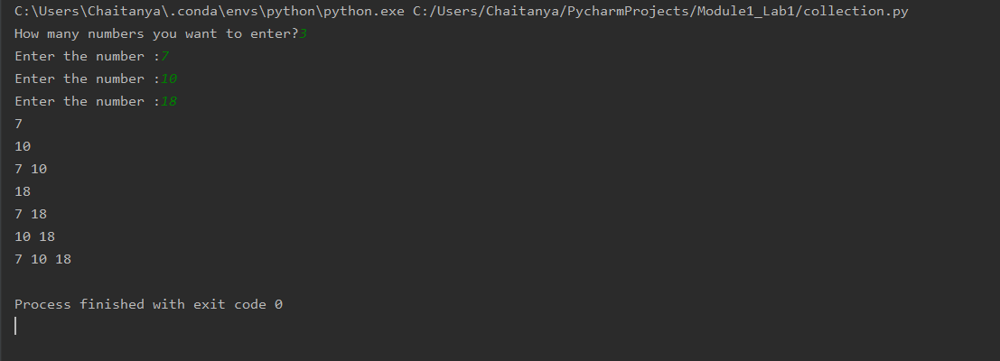 C:\Users\Chaitanya\.conda\envs\python\python.exe C:/Users/Chaitanya/PycharmProjects/Module1_Lab1/collection.py
How many numbers you want to enter?3
Enter the number :7
Enter the number :10
Enter the number :18
7
10
7 10
18
7 18
10 18
7 10 18
Process finished with exit code 0